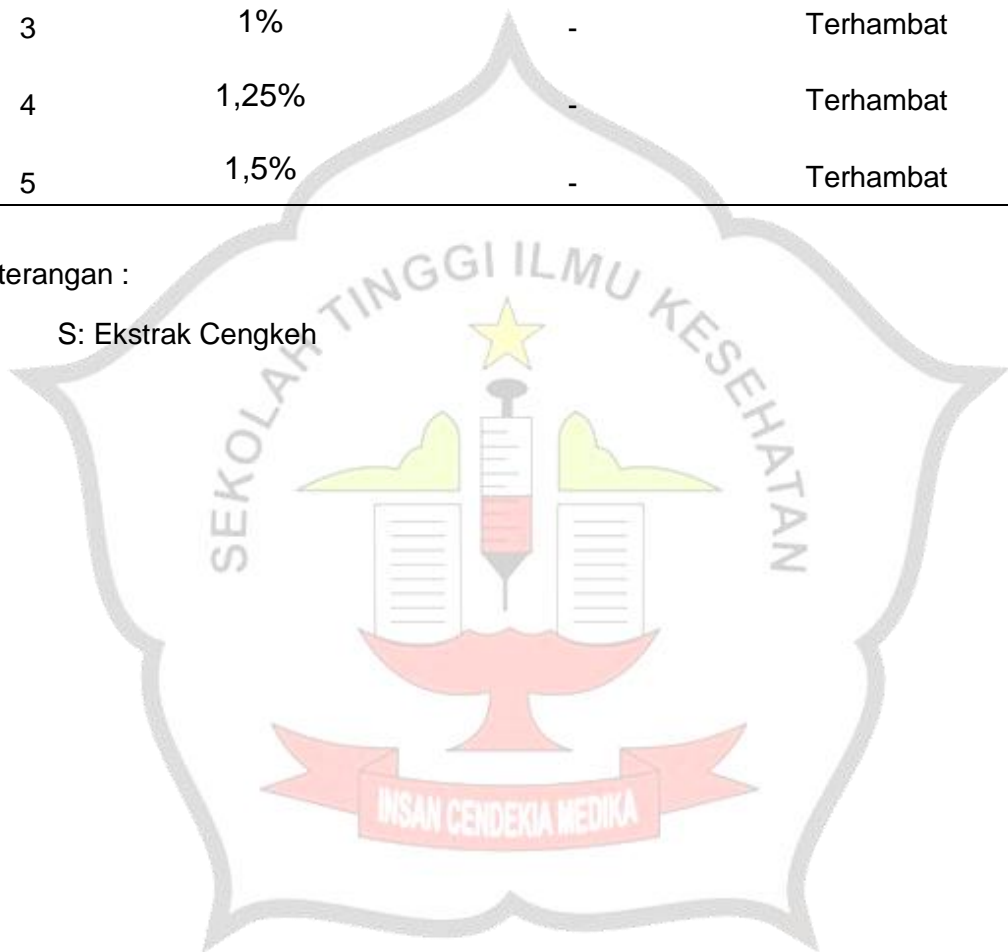 3 1% - Terhambat
4 1,25% - Terhambat
5 1,5% - Terhambat
terangan :
S: Ekstrak Cengkeh
SEKOLAH TINGGI ILMU KESEHATAN
INSAN CENDEKIA MEDIKA